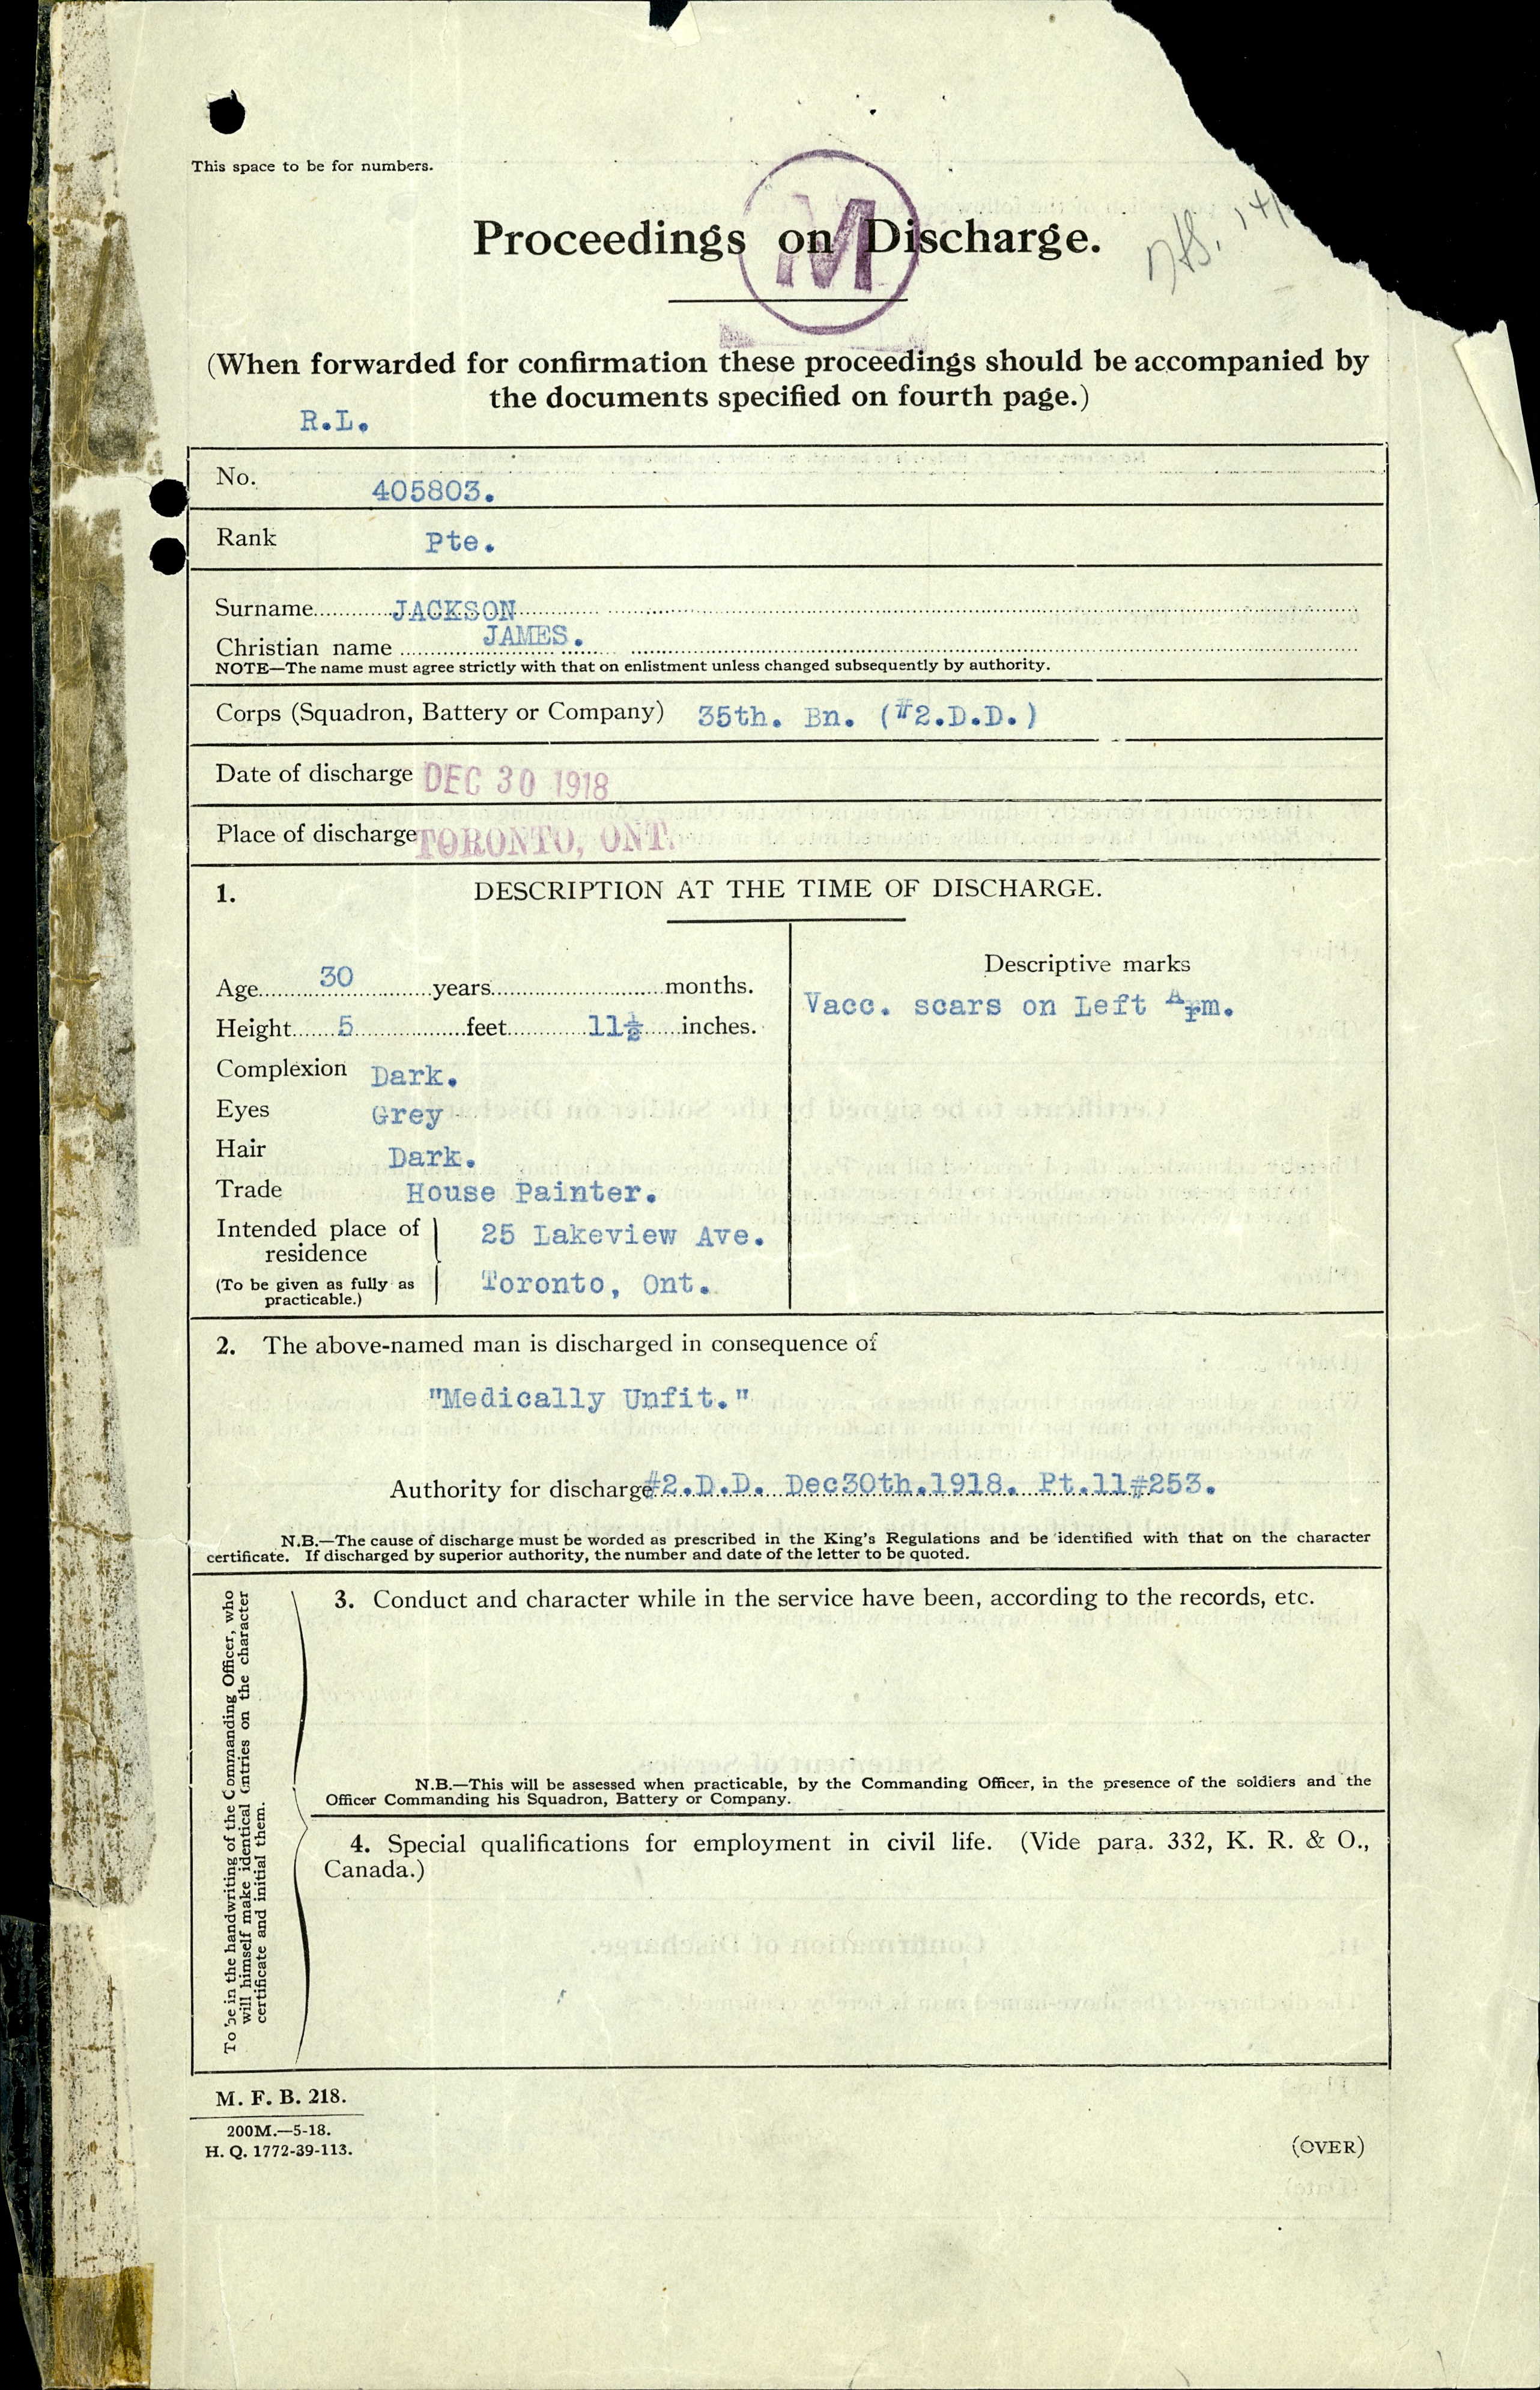 This space to be for numbers.
M
Proceedings on Discharge.
(When forwarded for confirmation these proceedings should be accompanied by
the documents specified on fourth page.)
R.L.
No. 405803.
Rank Pte.
Surname JACKSON
Christian name JAMES.
NOTE—The name must agree strictly with that on enlistment unless changed subsequently by authority.
Corps (Squadron, Battery or Company) 35th. Bn. (#2.D.D.)
Date of discharge DEC 30 1918
Place of discharge TORONTO, ONT.
1. DESCRIPTION AT THE TIME OF DISCHARGE.
Age 30 years months.
Height 5 feet 11½ inches.
Complexion Dark.
Eyes Grey
Hair Dark.
Trade House Painter.
Intended place of residence 25 Lakeview Ave.
(To be given as fully as practicable.) Toronto, Ont.
Descriptive marks
Vacc. scars on Left Arm.
2. The above-named man is discharged in consequence of
"Medically Unfit."
Authority for discharge #2.D.D. Dec30th.1918. Pt.11#253.
N.B.—The cause of discharge must be worded as prescribed in the King's Regulations and be identified with that on the character
certificate. If discharged by superior authority, the number and date of the letter to be quoted.
To be in the handwriting of the Commanding Officer, who
will himself make identical entries on the character
certificate and initial them.
3. Conduct and character while in the service have been, according to the records, etc.
N.B.—This will be assessed when practicable, by the Commanding Officer, in the presence of the soldiers and the
Officer Commanding his Squadron, Battery or Company.
4. Special qualifications for employment in civil life. (Vide para. 332, K. R. & O.,
Canada.)
M. F. B. 218.
200M.—5-18.
H. Q. 1772-39-113.
(OVER)